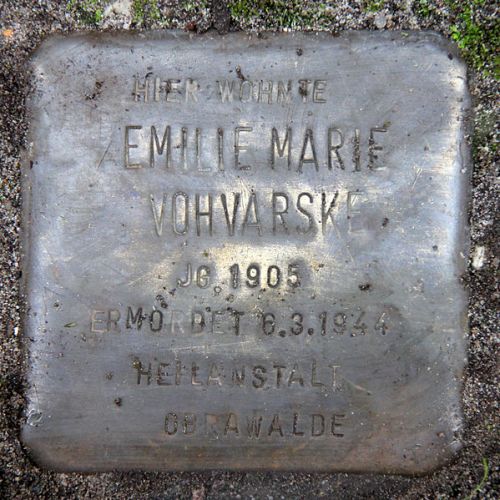 HIER WOHNTE
EMILIE MARIE
VOHVARSKE
JG. 1905
ERMORDET 6.3.1944
HEILANSTALT
OBRAWALDE